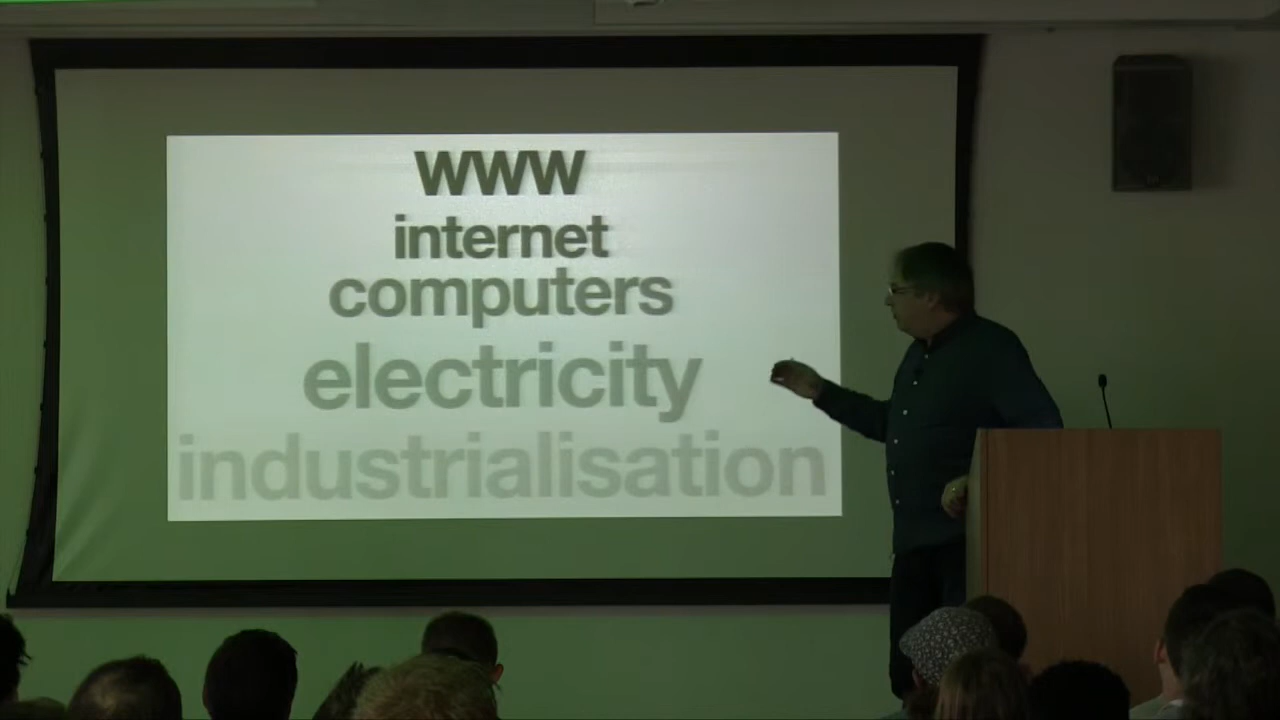 WWW
internet
computers
electricity
industrialisation